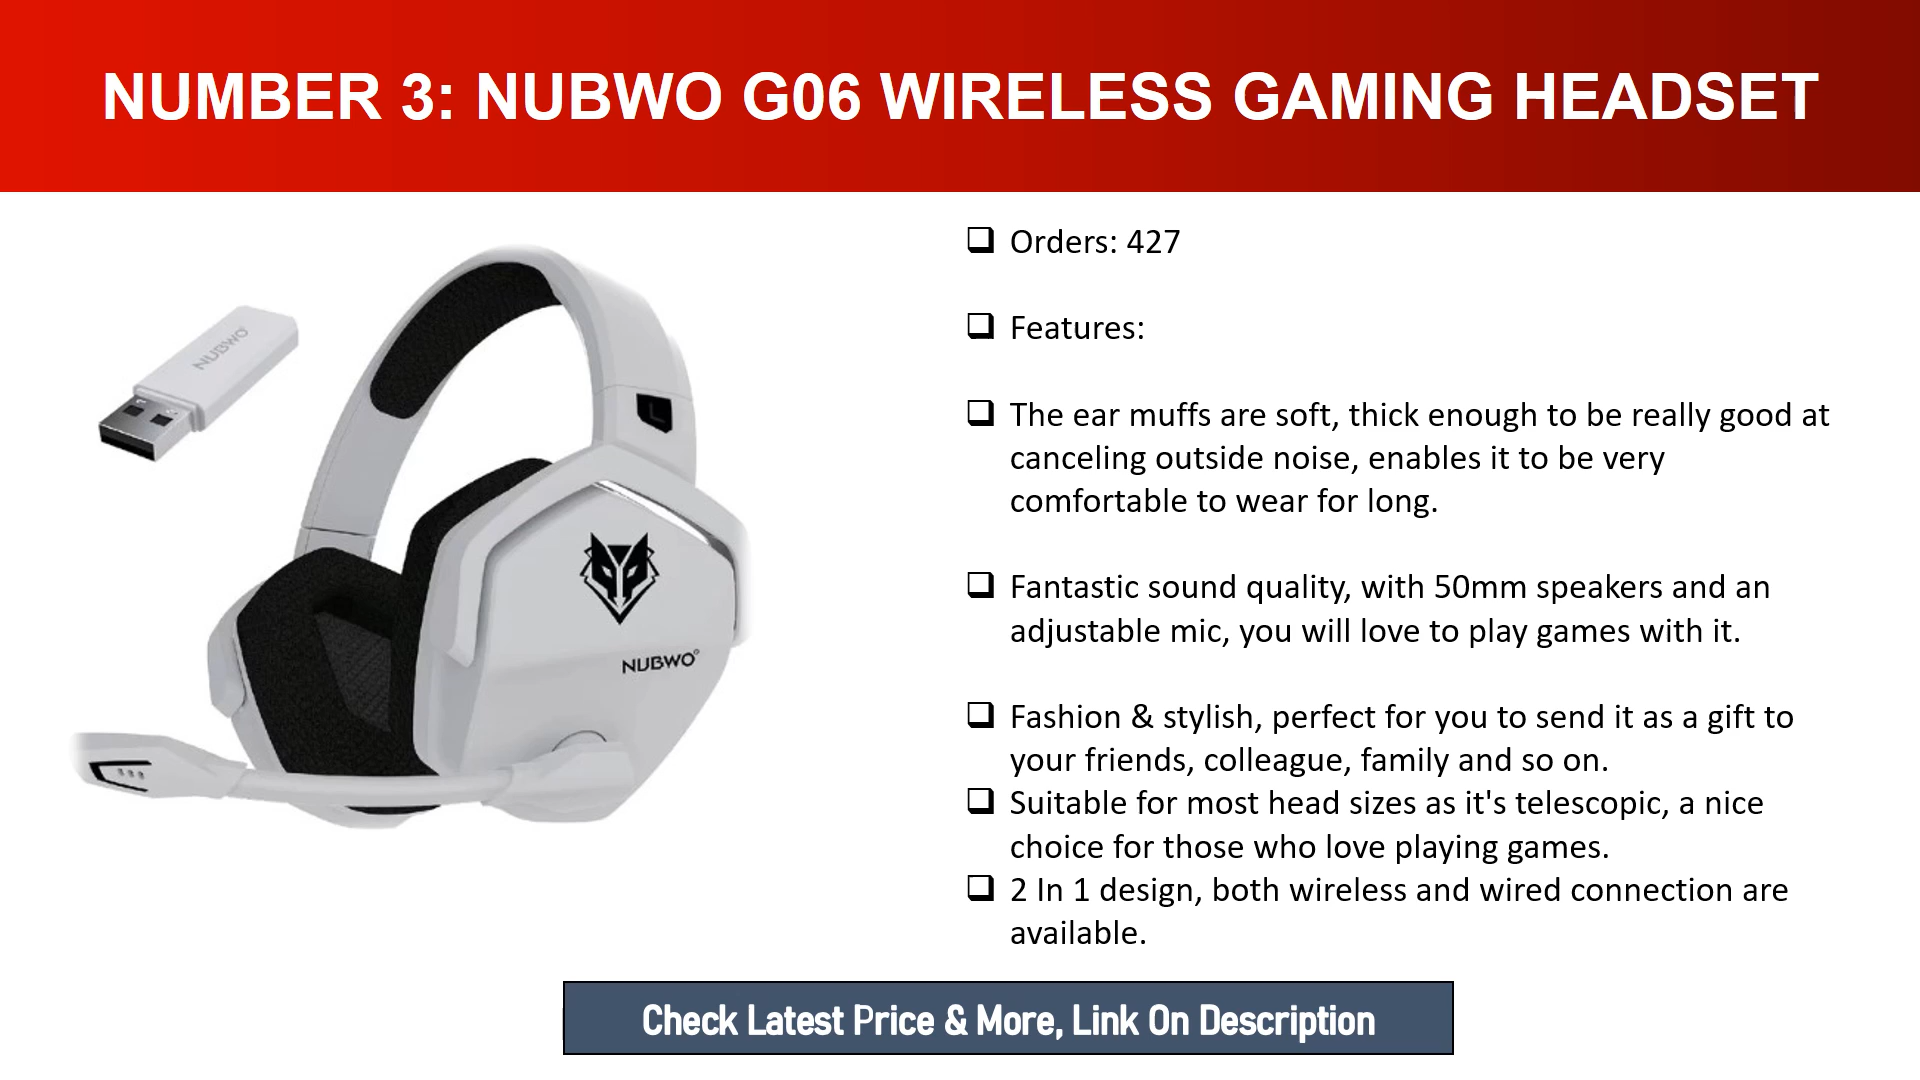 NUMBER 3: NUBWO G06 WIRELESS GAMING HEADSET
NUBWO
NUBWO
Orders: 427
Features:
The ear muffs are soft, thick enough to be really good at
canceling outside noise, enables it to be very
comfortable to wear for long.
Fantastic sound quality, with 50mm speakers and an
adjustable mic, you will love to play games with it.
Fashion & stylish, perfect for you to send it as a gift to
your friends, colleague, family and so on.
Suitable for most head sizes as it's telescopic, a nice
choice for those who love playing games.
2 In 1 design, both wireless and wired connection are
available.
Check Latest Price & More, Link On Description